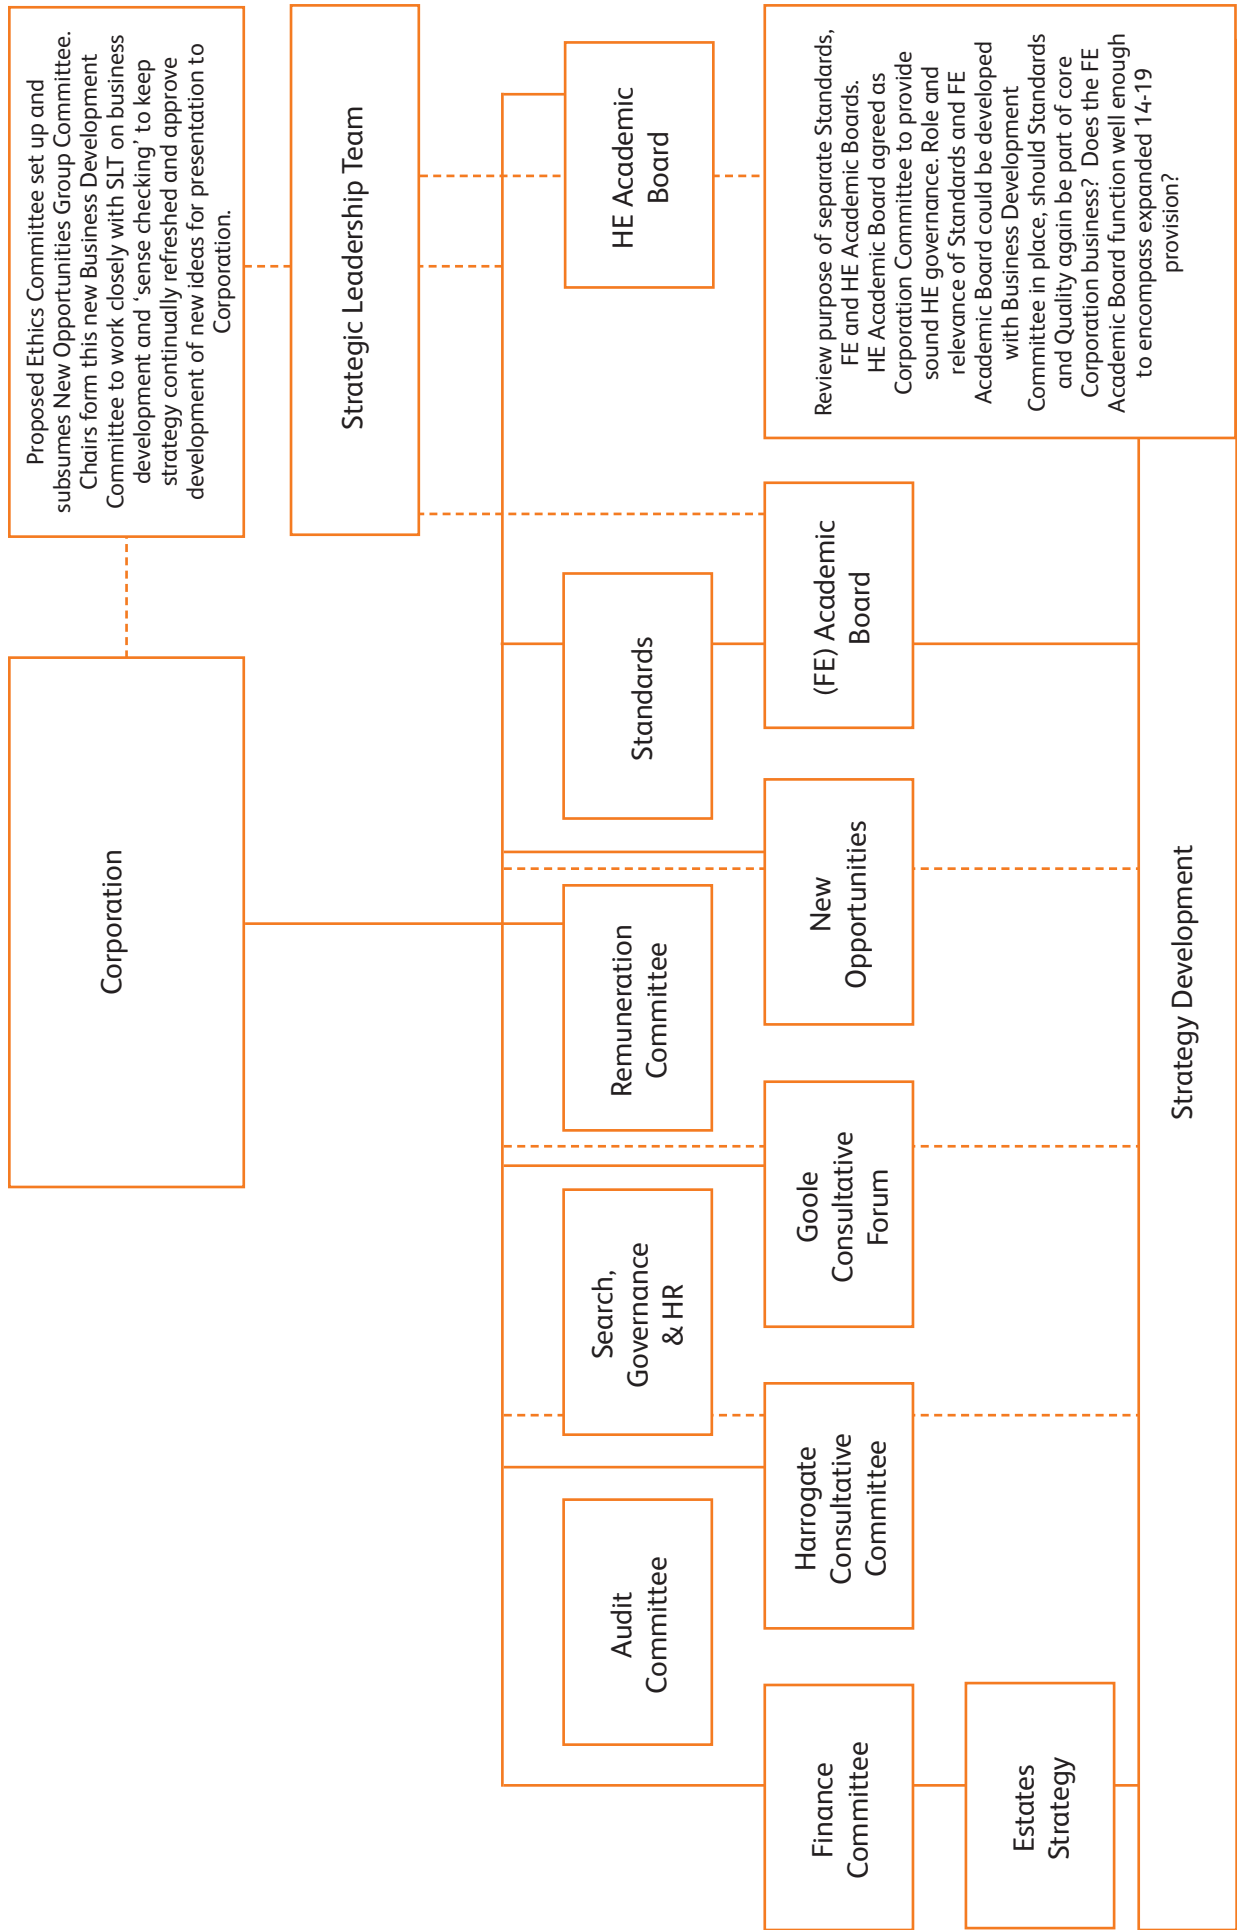 Corporation
Proposed Ethics Committee set up and
subsumes New Opportunities Group Committee.
Chairs form this new Business Development
Committee to work closely with SLT on business
development and ‘sense checking’ to keep
strategy continually refreshed and approve
development of new ideas for presentation to
Corporation.
Strategic Leadership Team
Audit
Committee
Search,
Governance
& HR
Remuneration
Committee
Standards
HE Academic
Board
Finance
Committee
Harrogate
Consultative
Committee
Goole
Consultative
Forum
New
Opportunities
(FE) Academic
Board
Review purpose of separate Standards,
FE and HE Academic Boards.
HE Academic Board agreed as
Corporation Committee to provide
sound HE governance. Role and
relevance of Standards and FE
Academic Board could be developed
with Business Development
Committee in place, should Standards
and Quality again be part of core
Corporation business? Does the FE
Academic Board function well enough
to encompass expanded 14-19
provision?
Estates
Strategy
Strategy Development